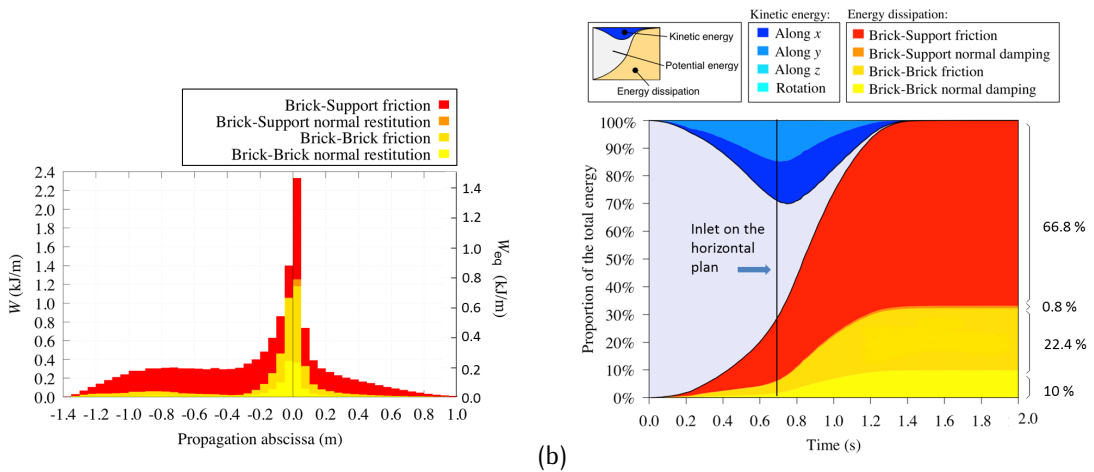 Brick-Support friction
Brick-Support normal restitution
Brick-Brick friction
Brick-Brick normal restitution
2.4
2.2
2.0
1.8
1.6
1.4
1.2
1.0
0.8
0.6
0.4
0.2
0.0
W (kJ/m)
1.4
1.2
1.0
0.8
0.6
0.4
0.2
0.0
Weq (kJ/m)
-1.4 -1.2 -1.0 -0.8 -0.6 -0.4 -0.2 0.0 0.2 0.4 0.6 0.8 1.0
Propagation abscissa (m)
(b)
Kinetic energy
Potential energy
Energy dissipation
Kinetic energy:
Along x
Along y
Along z
Rotation
Energy dissipation:
Brick-Support friction
Brick-Support normal damping
Brick-Brick friction
Brick-Brick normal damping
100%
90%
80%
70%
60%
50%
40%
30%
20%
10%
0%
Proportion of the total energy
Inlet on the
horizontal
plan
66.8 %
0.8 %
22.4 %
10 %
0.0 0.2 0.4 0.6 0.8 1.0 1.2 1.4 1.6 1.8 2.0
Time (s)